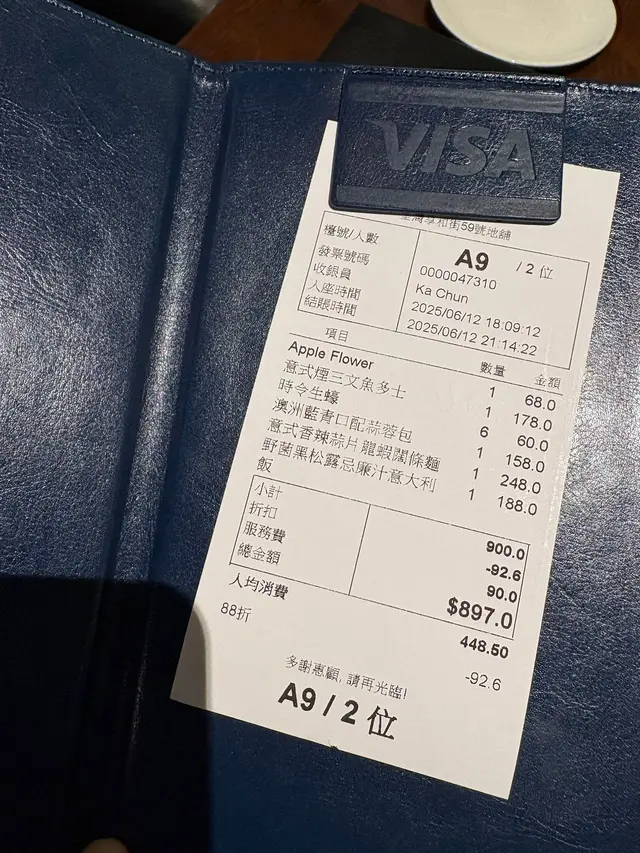 VISA
臺灣享和街59號地舖
檯號/人數 A9 / 2 位
發票號碼 0000047310
收銀員 Ka Chun
入座時間 2025/06/12 18:09:12
結賬時間 2025/06/12 21:14:22
項目 數量 金額
Apple Flower 1 68.0
意式煙三文魚多士 1 178.0
時令生蠔 6 60.0
澳洲藍青口配蒜蓉包 1 158.0
意式香辣蒜片龍蝦闊條麵 1 248.0
野菌黑松露忌廉汁意大利 1 188.0
飯
小計 900.0
折扣 -92.6
服務費 90.0
總金額 $897.0
人均消費 448.50
88折 -92.6
多謝惠顧, 請再光臨!
A9 / 2 位